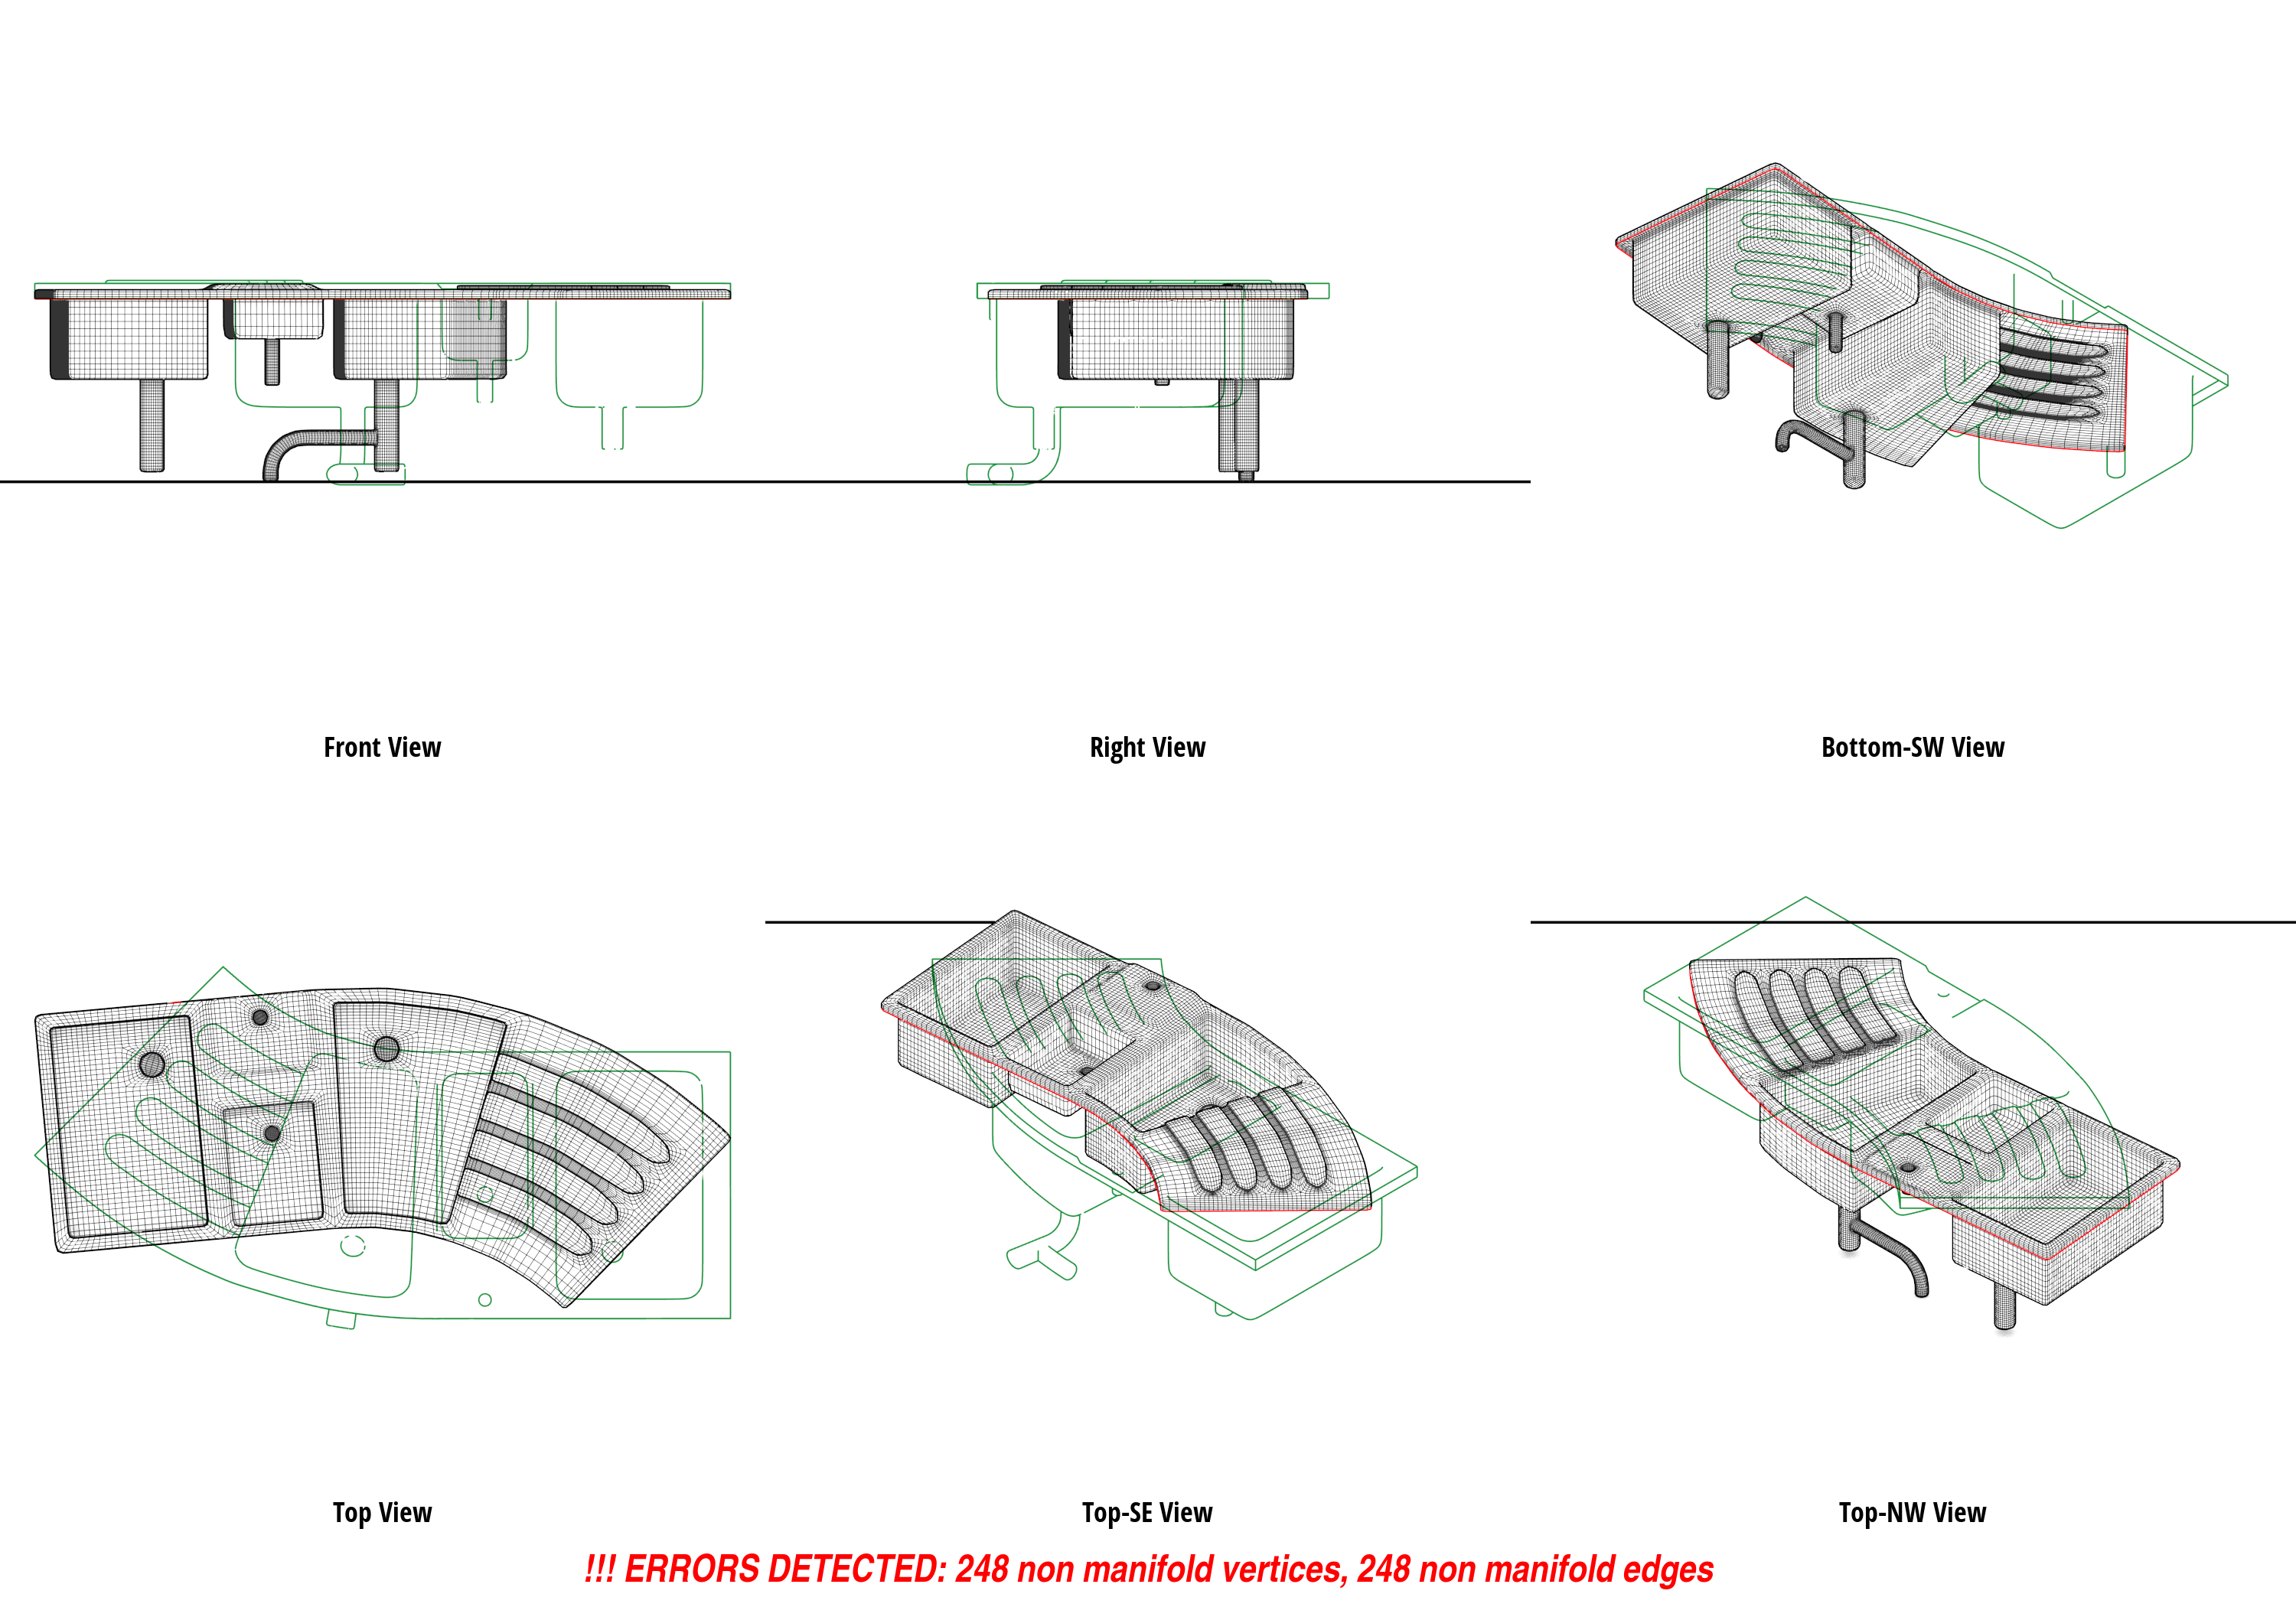 Front View
Right View
Bottom-SW View
Top View
Top-SE View
Top-NW View
!!! ERRORS DETECTED: 248 non manifold vertices, 248 non manifold edges